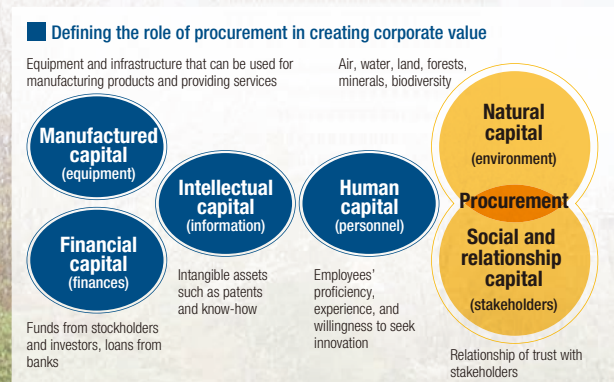 Defining the role of procurement in creating corporate value
Equipment and infrastructure that can be used for
manufacturing products and providing services
Air, water, land, forests,
minerals, biodiversity
Manufactured
capital
(equipment)
Natural
capital
(environment)
Intellectual
capital
(information)
Human
capital
(personnel)
Procurement
Financial
capital
(finances)
Social and
relationship
capital
(stakeholders)
Intangible assets
such as patents
and know-how
Employees’
proficiency,
experience, and
willingness to seek
innovation
Funds from stockholders
and investors, loans from
banks
Relationship of trust with
stakeholders